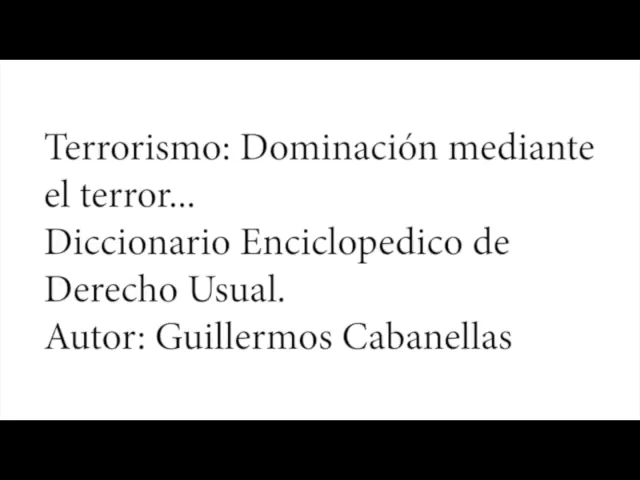 Terrorismo: Dominación mediante
el terror...
Diccionario Enciclopedico de
Derecho Usual.
Autor: Guillermos Cabanellas